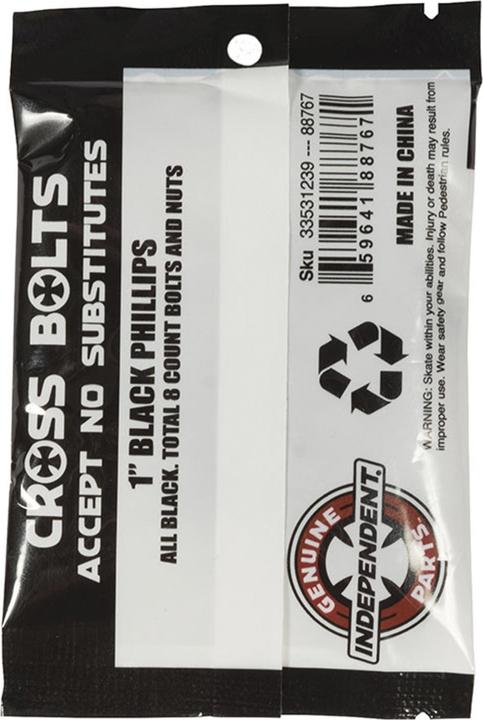 CROSS BOLTS
ACCEPT NO SUBSTITUTES
1" BLACK PHILLIPS
ALL BLACK. TOTAL 8 COUNT BOLTS AND NUTS
Sku 33531239 --- 88767
6 59641 88767
MADE IN CHINA
WARNING: Skate within your abilities. Injury or death may result from
improper use. Wear safety gear and follow Pedestrian rules.
GENUINE
INDEPENDENT.
PARTS